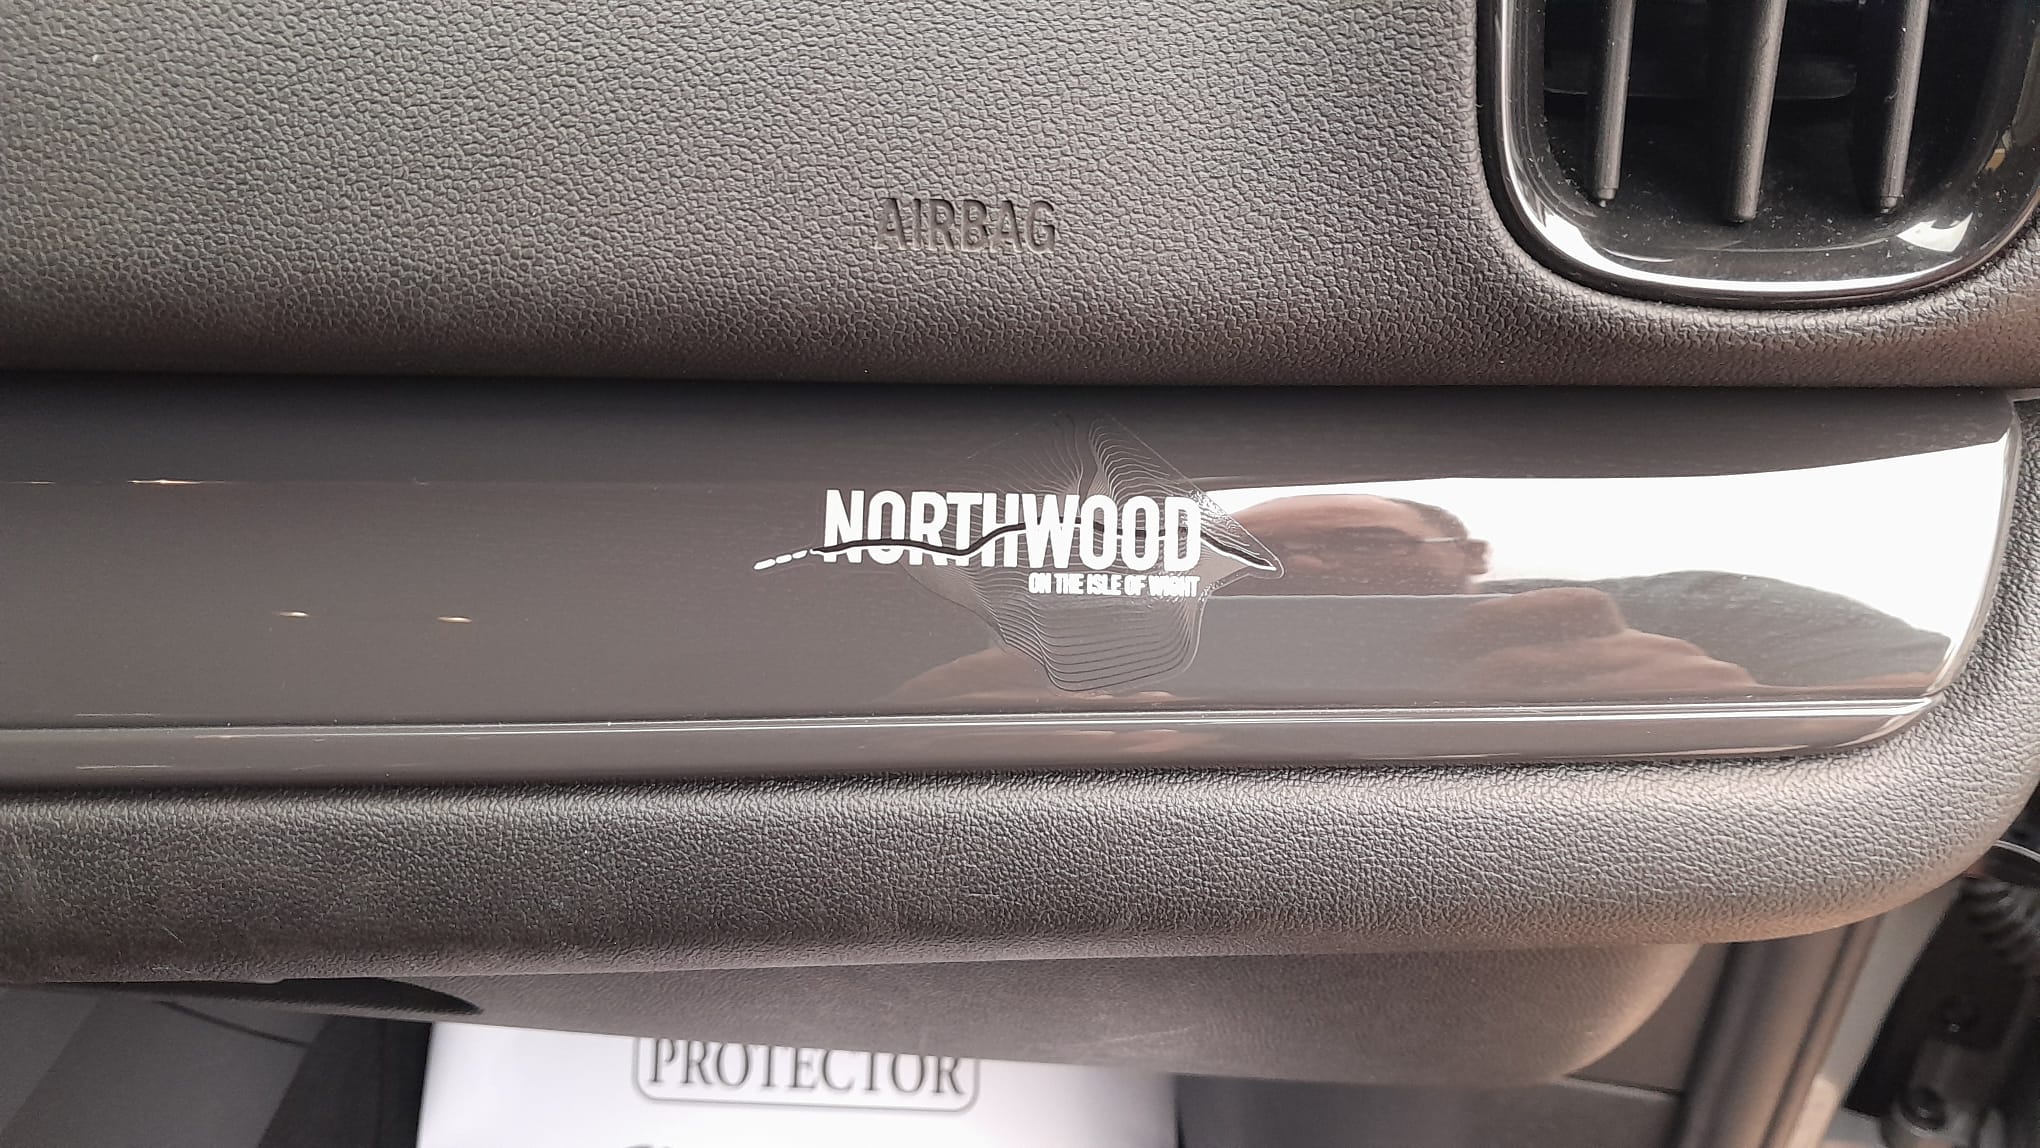 AIRBAG
NORTHWOOD
ON THE ISLE OF WIGHT
PROTECTOR